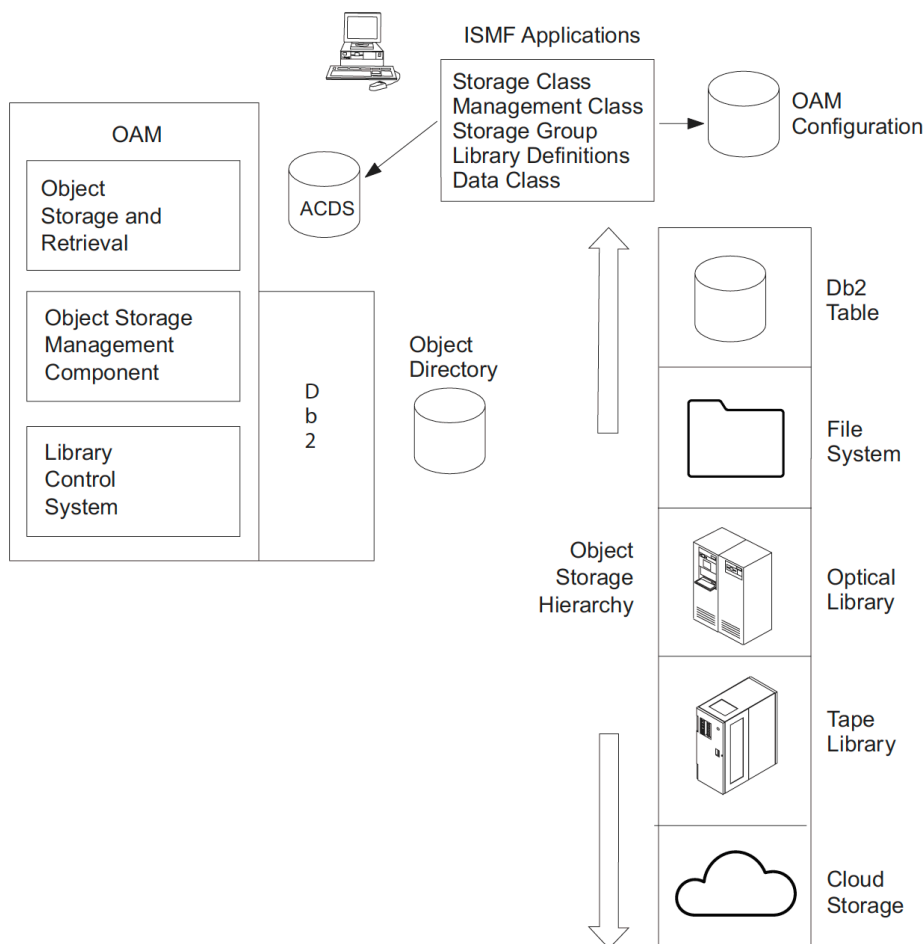 ISMF Applications
Storage Class
Management Class
Storage Group
Library Definitions
Data Class
OAM
Configuration
OAM
ACDS
Object
Storage and
Retrieval
Object Storage
Management
Component
Library
Control
System
D
b
2
Object
Directory
Object
Storage
Hierarchy
Db2
Table
File
System
Optical
Library
Tape
Library
Cloud
Storage